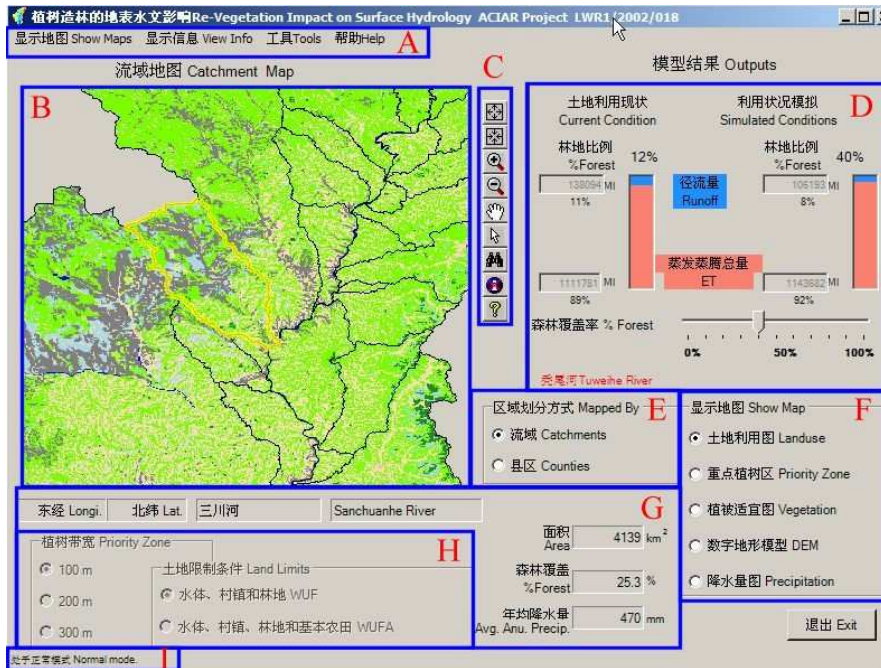 植树造林的地表水文影响Re-Vegetation Impact on Surface Hydrology ACIAR Project LWR1/2002/018
显示地图 Show Maps 显示信息 View Info 工具Tools 帮助Help
A
流域地图 Catchment Map
B
C
模型结果 Outputs
D
土地利用现状
Current Condition
利用状况模拟
Simulated Conditions
林地比例
%Forest
12%
林地比例
%Forest
40%
138094 Ml
11%
径流量
Runoff
106193 Ml
8%
蒸发蒸腾总量
ET
1111781 Ml
89%
1143682 Ml
92%
森林覆盖率 % Forest
0% 50% 100%
秃尾河Tuweihe River
区域划分方式 Mapped By
E
流域 Catchments
县区 Counties
显示地图 Show Map
F
土地利用图 Landuse
重点植树区 Priority Zone
植被适宜图 Vegetation
数字地形模型 DEM
降水量图 Precipitation
东经 Longi. 北纬 Lat. 三川河 Sanchuanhe River
G
面积
Area
4139 km²
森林覆盖
%Forest
25.3 %
年均降水量
Avg. Anu. Precip.
470 mm
植树带宽 Priority Zone
H
100 m
200 m
300 m
土地限制条件 Land Limits
水体、村镇和林地 WUF
水体、村镇、林地和基本农田 WUFA
退出 Exit
处于正常模式 Normal mode.
I